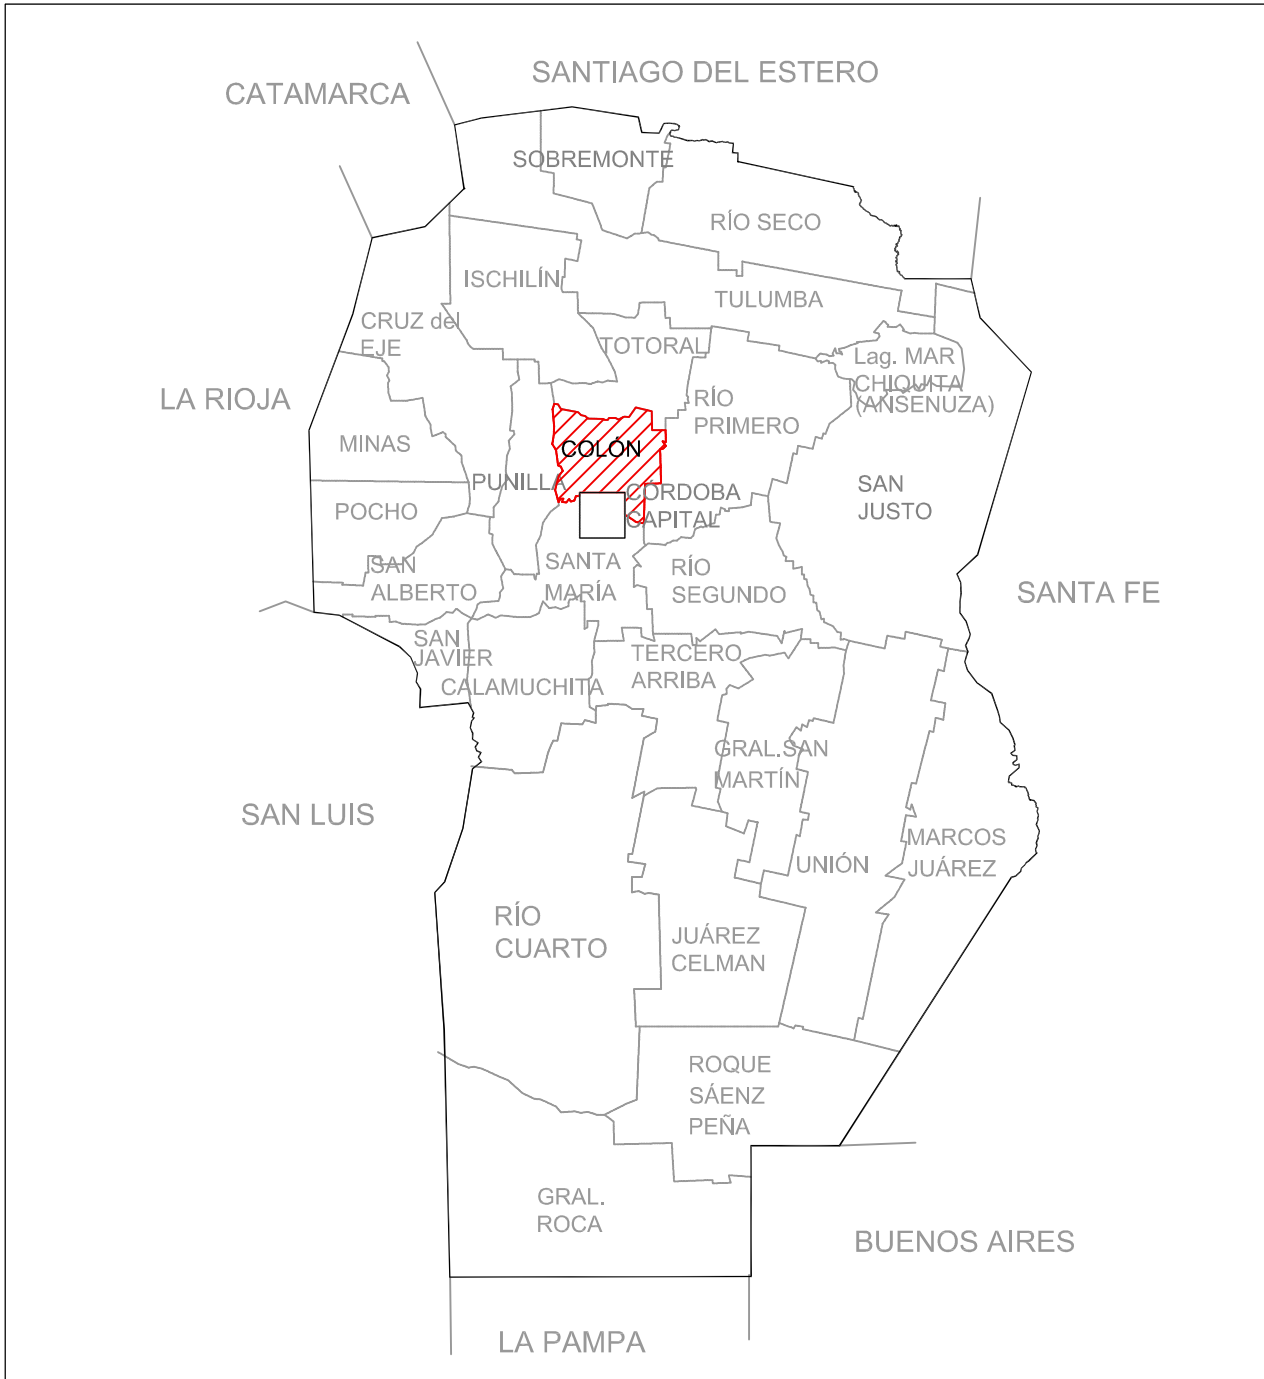 SANTIAGO DEL ESTERO
CATAMARCA
SOBREMONTE
RÍO SECO
ISCHILÍN
TULUMBA
CRUZ del
EJE
TOTORAL
Lag. MAR
CHIQUITA
(ANSENUZA)
LA RIOJA
RÍO
PRIMERO
MINAS
COLÓN
PUNILLA
CÓRDOBA
CAPITAL
SAN
JUSTO
POCHO
SAN
ALBERTO
SANTA
MARÍA
RÍO
SEGUNDO
SANTA FE
SAN
JAVIER
TERCERO
ARRIBA
CALAMUCHITA
GRAL.SAN
MARTÍN
SAN LUIS
MARCOS
JUÁREZ
UNIÓN
RÍO
CUARTO
JUÁREZ
CELMAN
ROQUE
SÁENZ
PEÑA
GRAL.
ROCA
BUENOS AIRES
LA PAMPA